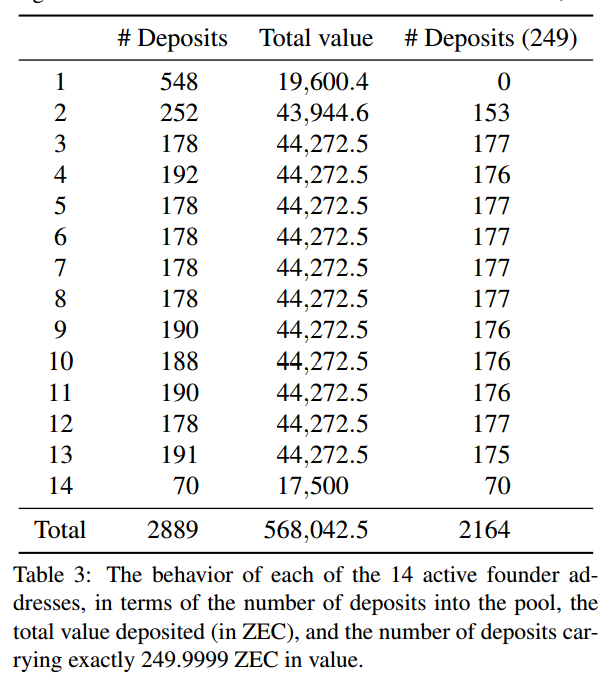 # Deposits Total value # Deposits (249)
1 548 19,600.4 0
2 252 43,944.6 153
3 178 44,272.5 177
4 192 44,272.5 176
5 178 44,272.5 177
6 178 44,272.5 177
7 178 44,272.5 177
8 178 44,272.5 177
9 190 44,272.5 176
10 188 44,272.5 176
11 190 44,272.5 176
12 178 44,272.5 177
13 191 44,272.5 175
14 70 17,500 70
Total 2889 568,042.5 2164
Table 3: The behavior of each of the 14 active founder ad-
dresses, in terms of the number of deposits into the pool, the
total value deposited (in ZEC), and the number of deposits car-
rying exactly 249.9999 ZEC in value.